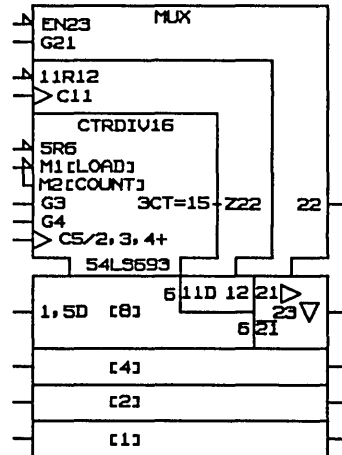 MUX
EN23
G21
11R12
C11
CTRDIV16
5R6
M1[LOAD]
M2[COUNT]
G3 3CT=15 Z22 22
G4
C5/2,3,4+
54LS693
1,5D [8] 6 11D 12 21
23
6 21
[4]
[2]
[1]